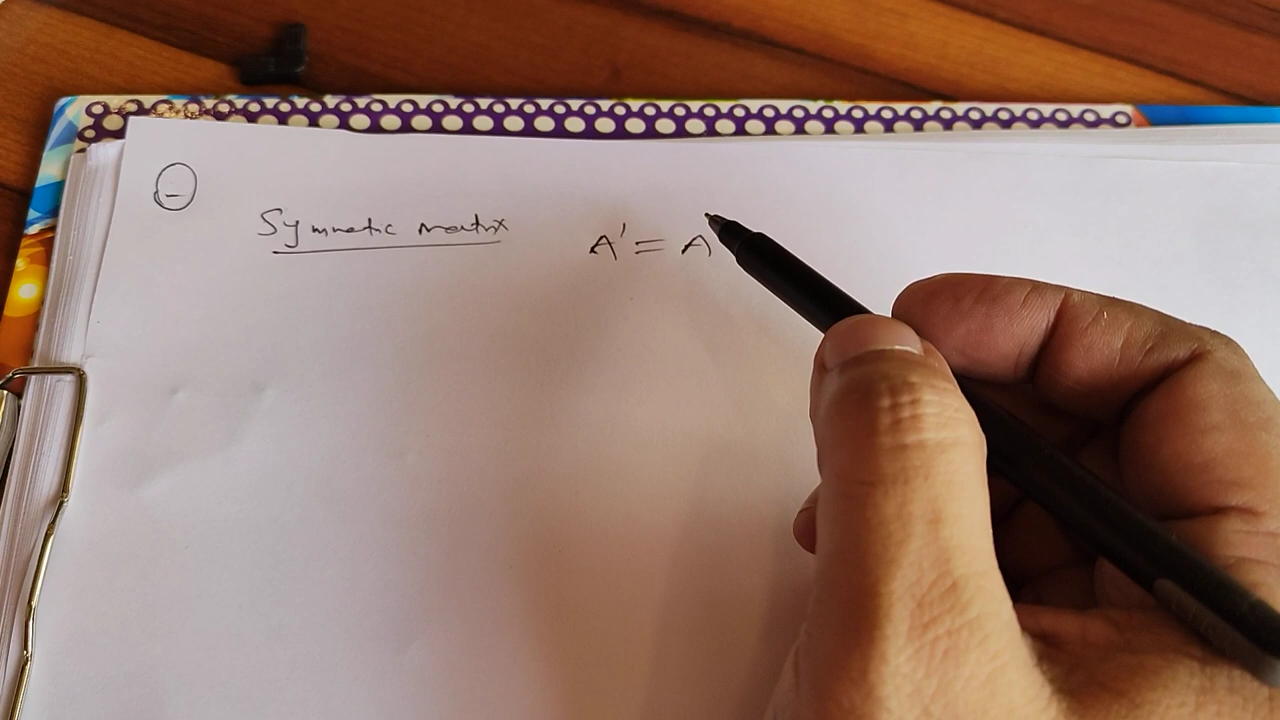 Symmetic matrix A' = A